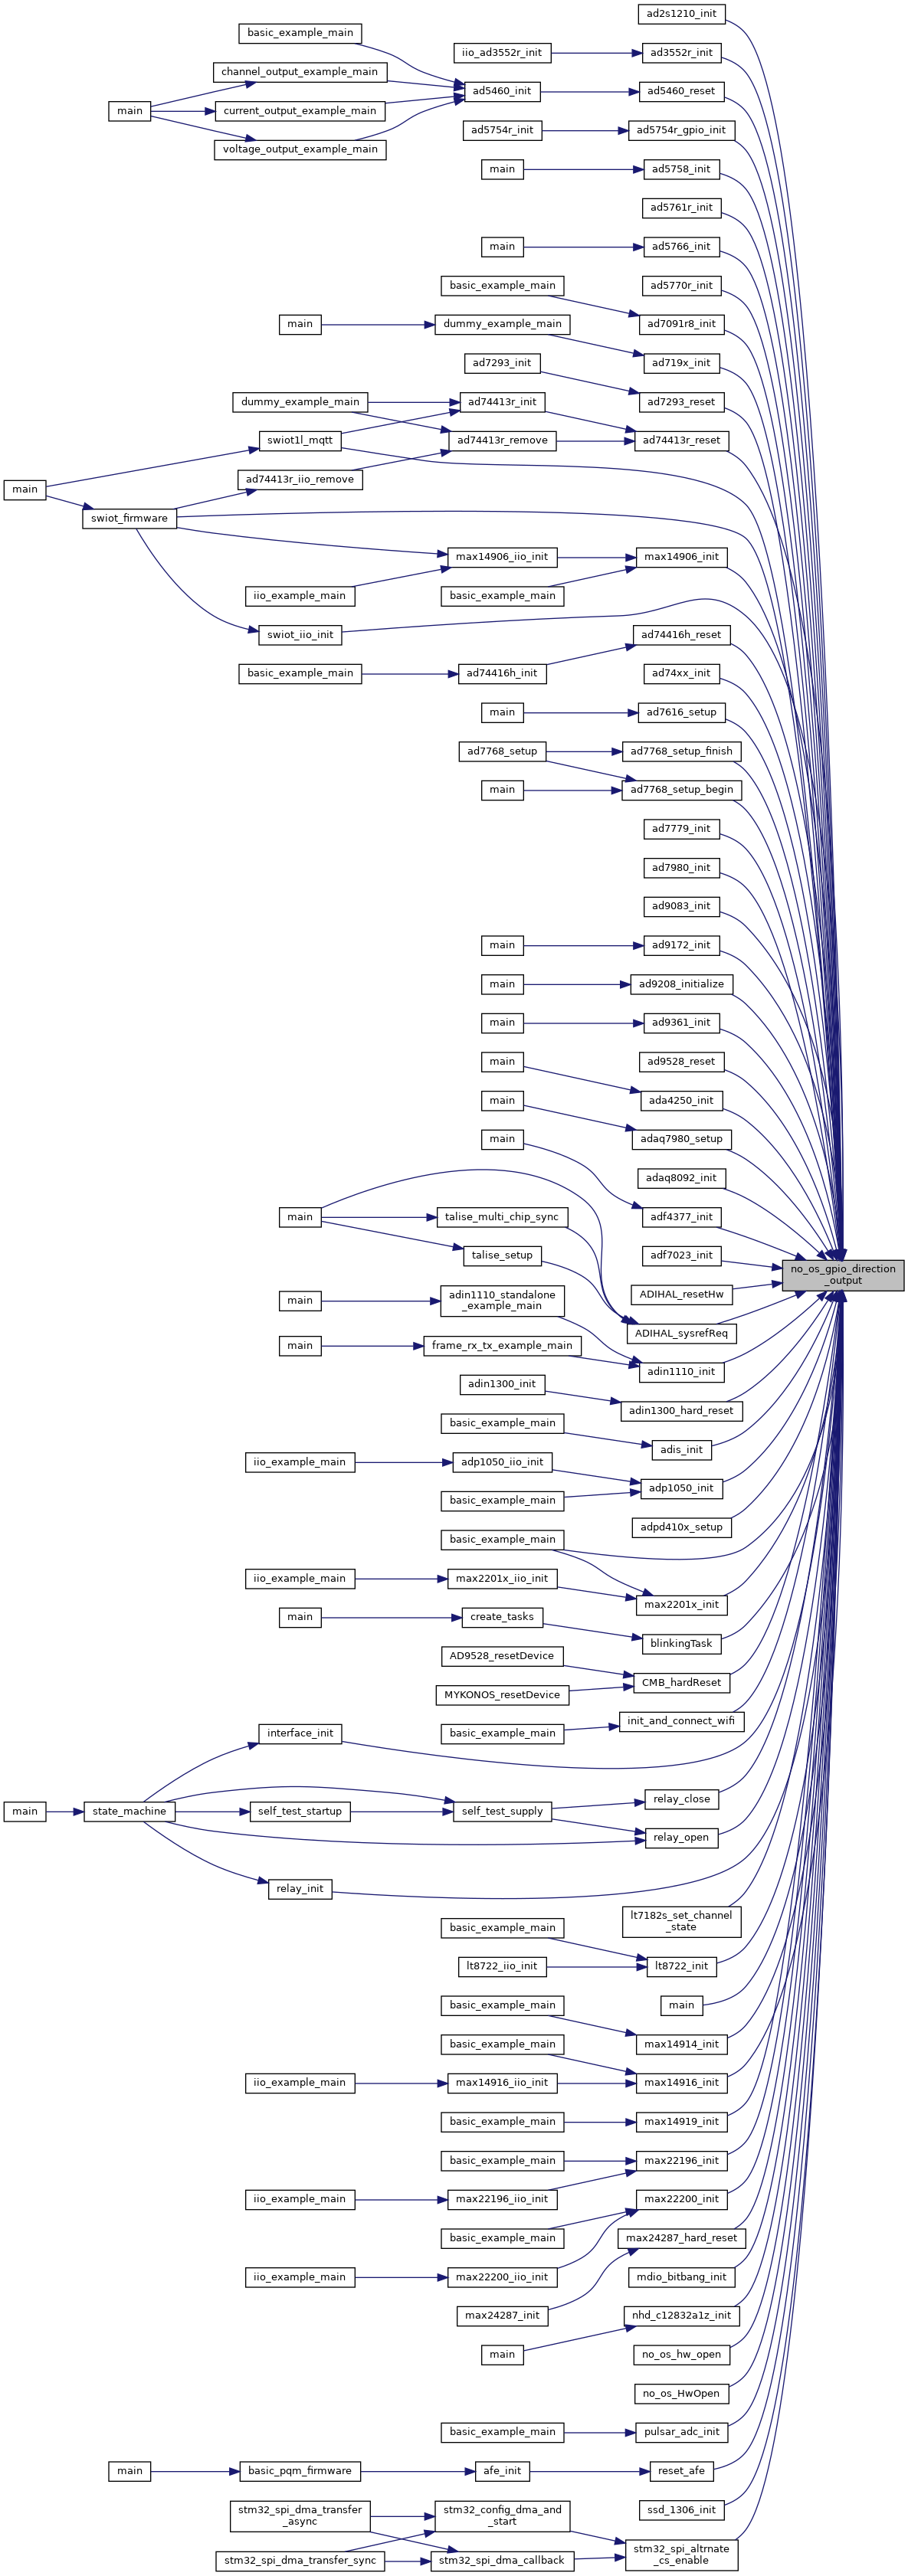 ad2s1210_init
basic_example_main
iio_ad3552r_init
ad3552r_init
channel_output_example_main
ad5460_init
ad5460_reset
main
current_output_example_main
ad5754r_init
ad5754r_gpio_init
voltage_output_example_main
main
ad5758_init
ad5761r_init
main
ad5766_init
basic_example_main
ad5770r_init
main
dummy_example_main
ad7091r8_init
ad7293_init
ad719x_init
dummy_example_main
ad74413r_init
ad7293_reset
swiot1l_mqtt
ad74413r_remove
ad74413r_reset
main
ad74413r_iio_remove
swiot_firmware
max14906_iio_init
max14906_init
iio_example_main
basic_example_main
swiot_iio_init
ad74416h_reset
basic_example_main
ad74416h_init
ad74xx_init
main
ad7616_setup
ad7768_setup
ad7768_setup_finish
main
ad7768_setup_begin
ad7779_init
ad7980_init
ad9083_init
main
ad9172_init
main
ad9208_initialize
main
ad9361_init
main
ad9528_reset
main
ada4250_init
main
adaq7980_setup
adaq8092_init
main
talise_multi_chip_sync
adf4377_init
talise_setup
adf7023_init
no_os_gpio_direction
_output
main
adin1110_standalone
_example_main
ADIHAL_resetHw
ADIHAL_sysrefReq
main
frame_rx_tx_example_main
adin1110_init
adin1300_init
adin1300_hard_reset
basic_example_main
adis_init
iio_example_main
adp1050_iio_init
adp1050_init
basic_example_main
adpd410x_setup
basic_example_main
iio_example_main
max2201x_iio_init
max2201x_init
main
create_tasks
blinkingTask
AD9528_resetDevice
CMB_hardReset
MYKONOS_resetDevice
init_and_connect_wifi
interface_init
basic_example_main
main
state_machine
self_test_startup
self_test_supply
relay_close
relay_open
relay_init
lt7182s_set_channel
_state
basic_example_main
lt8722_iio_init
lt8722_init
main
basic_example_main
max14914_init
basic_example_main
iio_example_main
max14916_iio_init
max14916_init
basic_example_main
max14919_init
basic_example_main
max22196_init
iio_example_main
max22196_iio_init
max22200_init
basic_example_main
max24287_hard_reset
iio_example_main
max22200_iio_init
mdio_bitbang_init
max24287_init
nhd_c12832a1z_init
main
no_os_hw_open
no_os_HwOpen
basic_example_main
pulsar_adc_init
main
basic_pqm_firmware
afe_init
reset_afe
ssd_1306_init
stm32_spi_dma_transfer
_async
stm32_config_dma_and
_start
stm32_spi_altrnate
_cs_enable
stm32_spi_dma_transfer_sync
stm32_spi_dma_callback